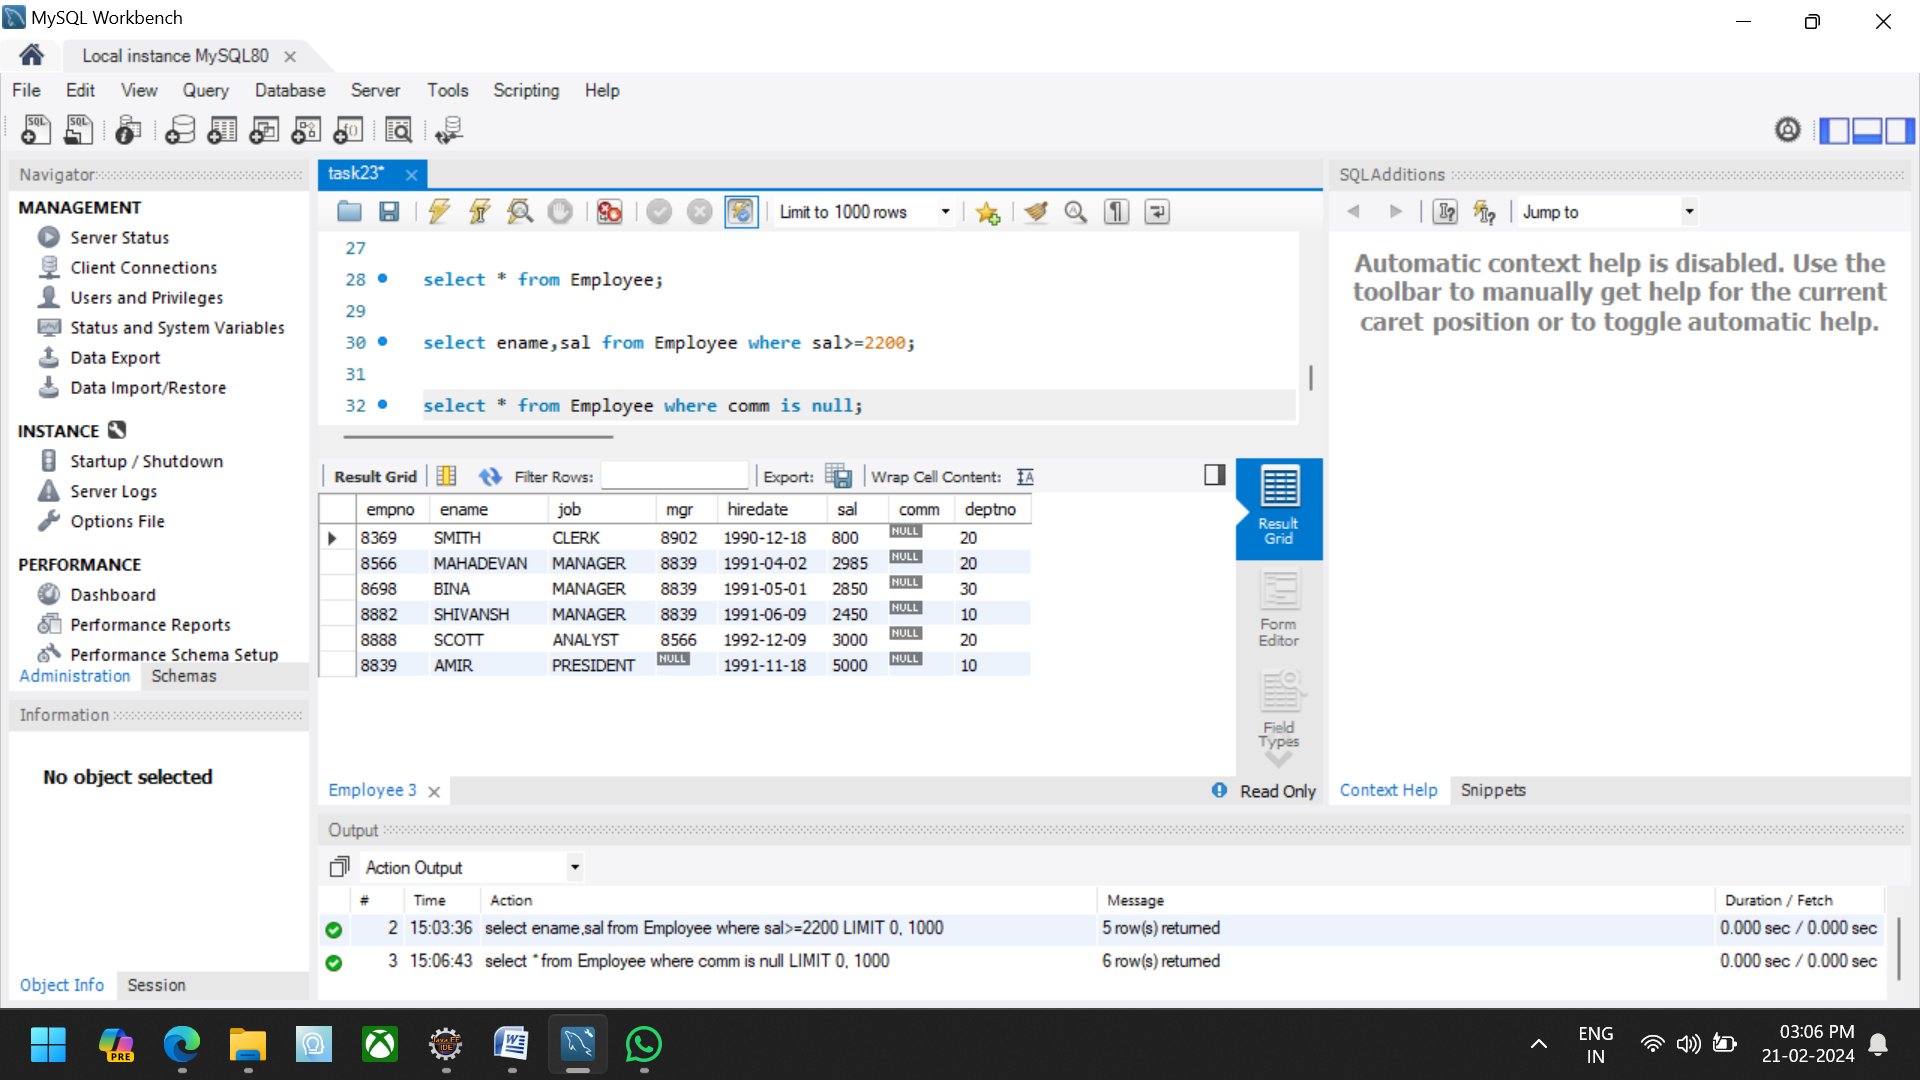 MySQL Workbench
Local instance MySQL80
File Edit View Query Database Server Tools Scripting Help
Navigator
MANAGEMENT
Server Status
Client Connections
Users and Privileges
Status and System Variables
Data Export
Data Import/Restore
INSTANCE
Startup / Shutdown
Server Logs
Options File
PERFORMANCE
Dashboard
Performance Reports
Performance Schema Setup
Administration Schemas
Information
No object selected
Object Info Session
task23*
Limit to 1000 rows
27
28 select * from Employee;
29
30 select ename,sal from Employee where sal>=2200;
31
32 select * from Employee where comm is null;
Result Grid Filter Rows: Export: Wrap Cell Content:
empno ename job mgr hiredate sal comm deptno
8369 SMITH CLERK 8902 1990-12-18 800 NULL 20
8566 MAHADEVAN MANAGER 8839 1991-04-02 2985 NULL 20
8698 BINA MANAGER 8839 1991-05-01 2850 NULL 30
8882 SHIVANSH MANAGER 8839 1991-06-09 2450 NULL 10
8888 SCOTT ANALYST 8566 1992-12-09 3000 NULL 20
8839 AMIR PRESIDENT NULL 1991-11-18 5000 NULL 10
Result
Grid
Form
Editor
Field
Types
Employee 3
Read Only
SQLAdditions
Jump to
Automatic context help is disabled. Use the
toolbar to manually get help for the current
caret position or to toggle automatic help.
Context Help Snippets
Output
Action Output
# Time Action Message Duration / Fetch
2 15:03:36 select ename,sal from Employee where sal>=2200 LIMIT 0, 1000 5 row(s) returned 0.000 sec / 0.000 sec
3 15:06:43 select * from Employee where comm is null LIMIT 0, 1000 6 row(s) returned 0.000 sec / 0.000 sec
PRE
ENG
IN
03:06 PM
21-02-2024